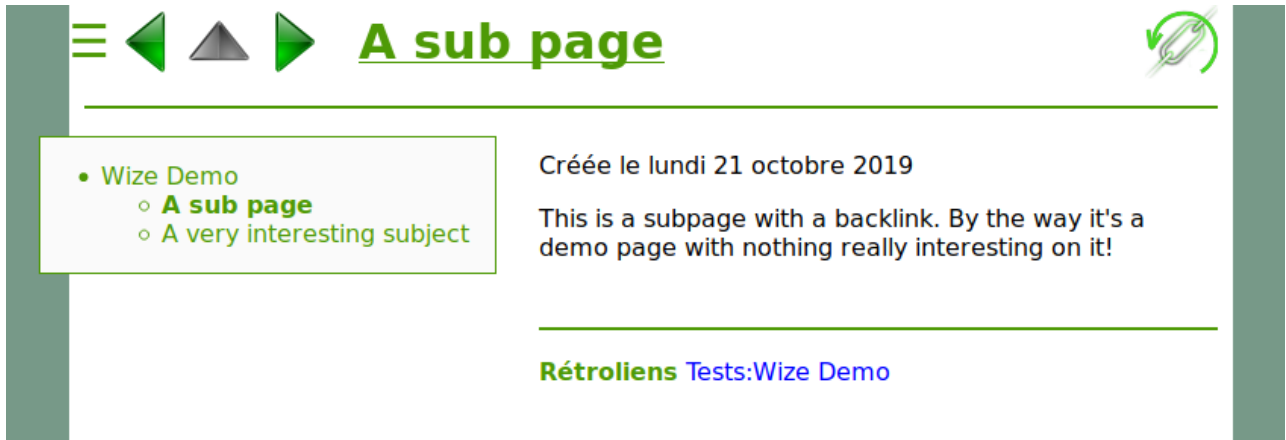 A sub page
Wize Demo
A sub page
A very interesting subject
Créée le lundi 21 octobre 2019
This is a subpage with a backlink. By the way it's a
demo page with nothing really interesting on it!
Rétroliens Tests:Wize Demo